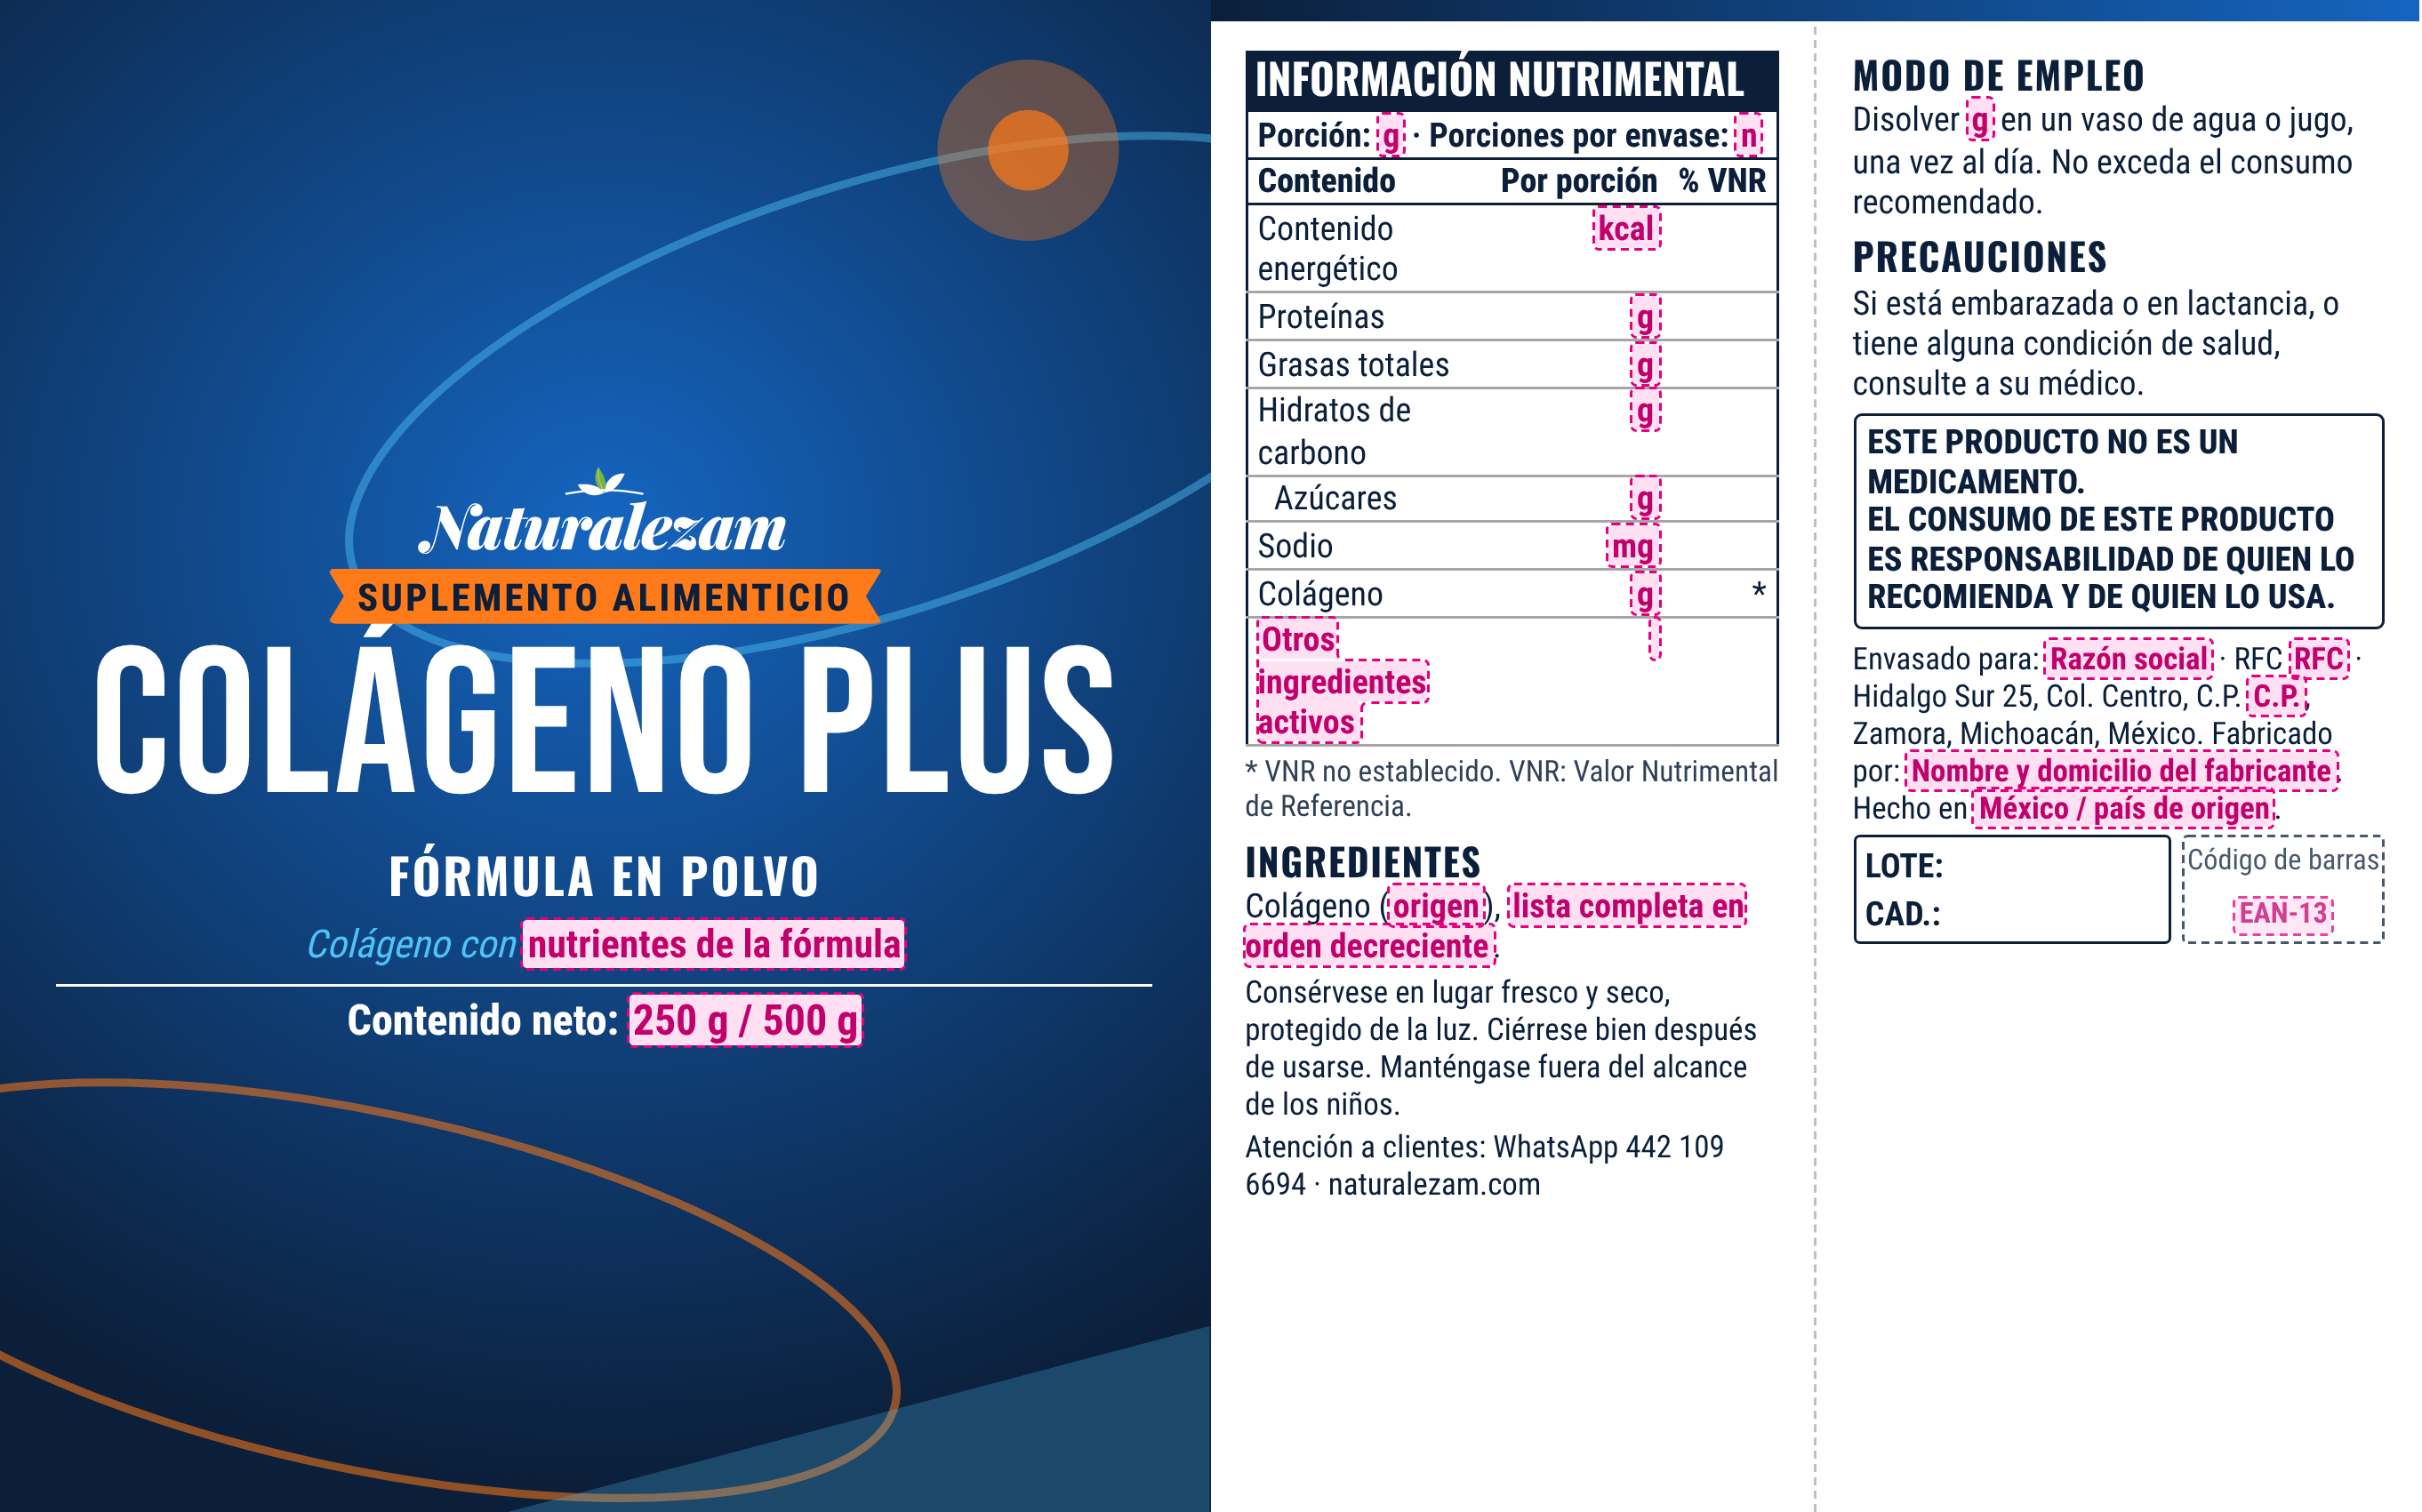 Naturalezam
SUPLEMENTO ALIMENTICIO
COLÁGENO PLUS
FÓRMULA EN POLVO
Colágeno con nutrientes de la fórmula
Contenido neto: 250 g / 500 g
INFORMACIÓN NUTRIMENTAL
Porción: g · Porciones por envase: n
Contenido Por porción % VNR
Contenido kcal
energético
Proteínas g
Grasas totales g
Hidratos de g
carbono
Azúcares g
Sodio mg
Colágeno g *
Otros
ingredientes
activos
* VNR no establecido. VNR: Valor Nutrimental
de Referencia.
INGREDIENTES
Colágeno (origen), lista completa en
orden decreciente.
Consérvese en lugar fresco y seco,
protegido de la luz. Ciérrese bien después
de usarse. Manténgase fuera del alcance
de los niños.
Atención a clientes: WhatsApp 442 109
6694 · naturalezam.com
MODO DE EMPLEO
Disolver g en un vaso de agua o jugo,
una vez al día. No exceda el consumo
recomendado.
PRECAUCIONES
Si está embarazada o en lactancia, o
tiene alguna condición de salud,
consulte a su médico.
ESTE PRODUCTO NO ES UN
MEDICAMENTO.
EL CONSUMO DE ESTE PRODUCTO
ES RESPONSABILIDAD DE QUIEN LO
RECOMIENDA Y DE QUIEN LO USA.
Envasado para: Razón social · RFC RFC ·
Hidalgo Sur 25, Col. Centro, C.P. C.P.,
Zamora, Michoacán, México. Fabricado
por: Nombre y domicilio del fabricante.
Hecho en México / país de origen.
LOTE:
CAD.:
Código de barras
EAN-13